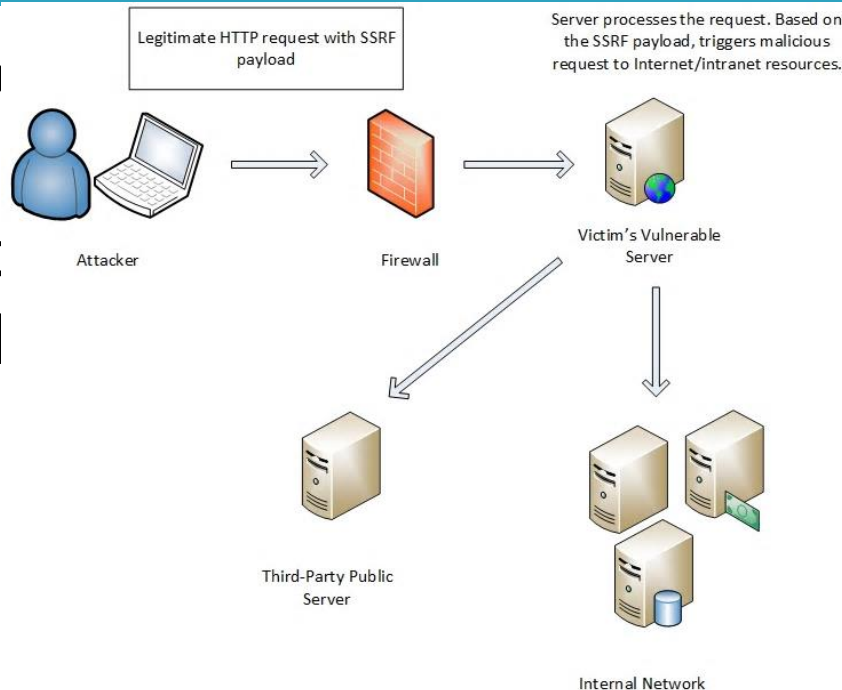 Legitimate HTTP request with SSRF
payload
Server processes the request. Based on
the SSRF payload, triggers malicious
request to Internet/intranet resources.
Attacker
Firewall
Victim's Vulnerable
Server
Third-Party Public
Server
Internal Network